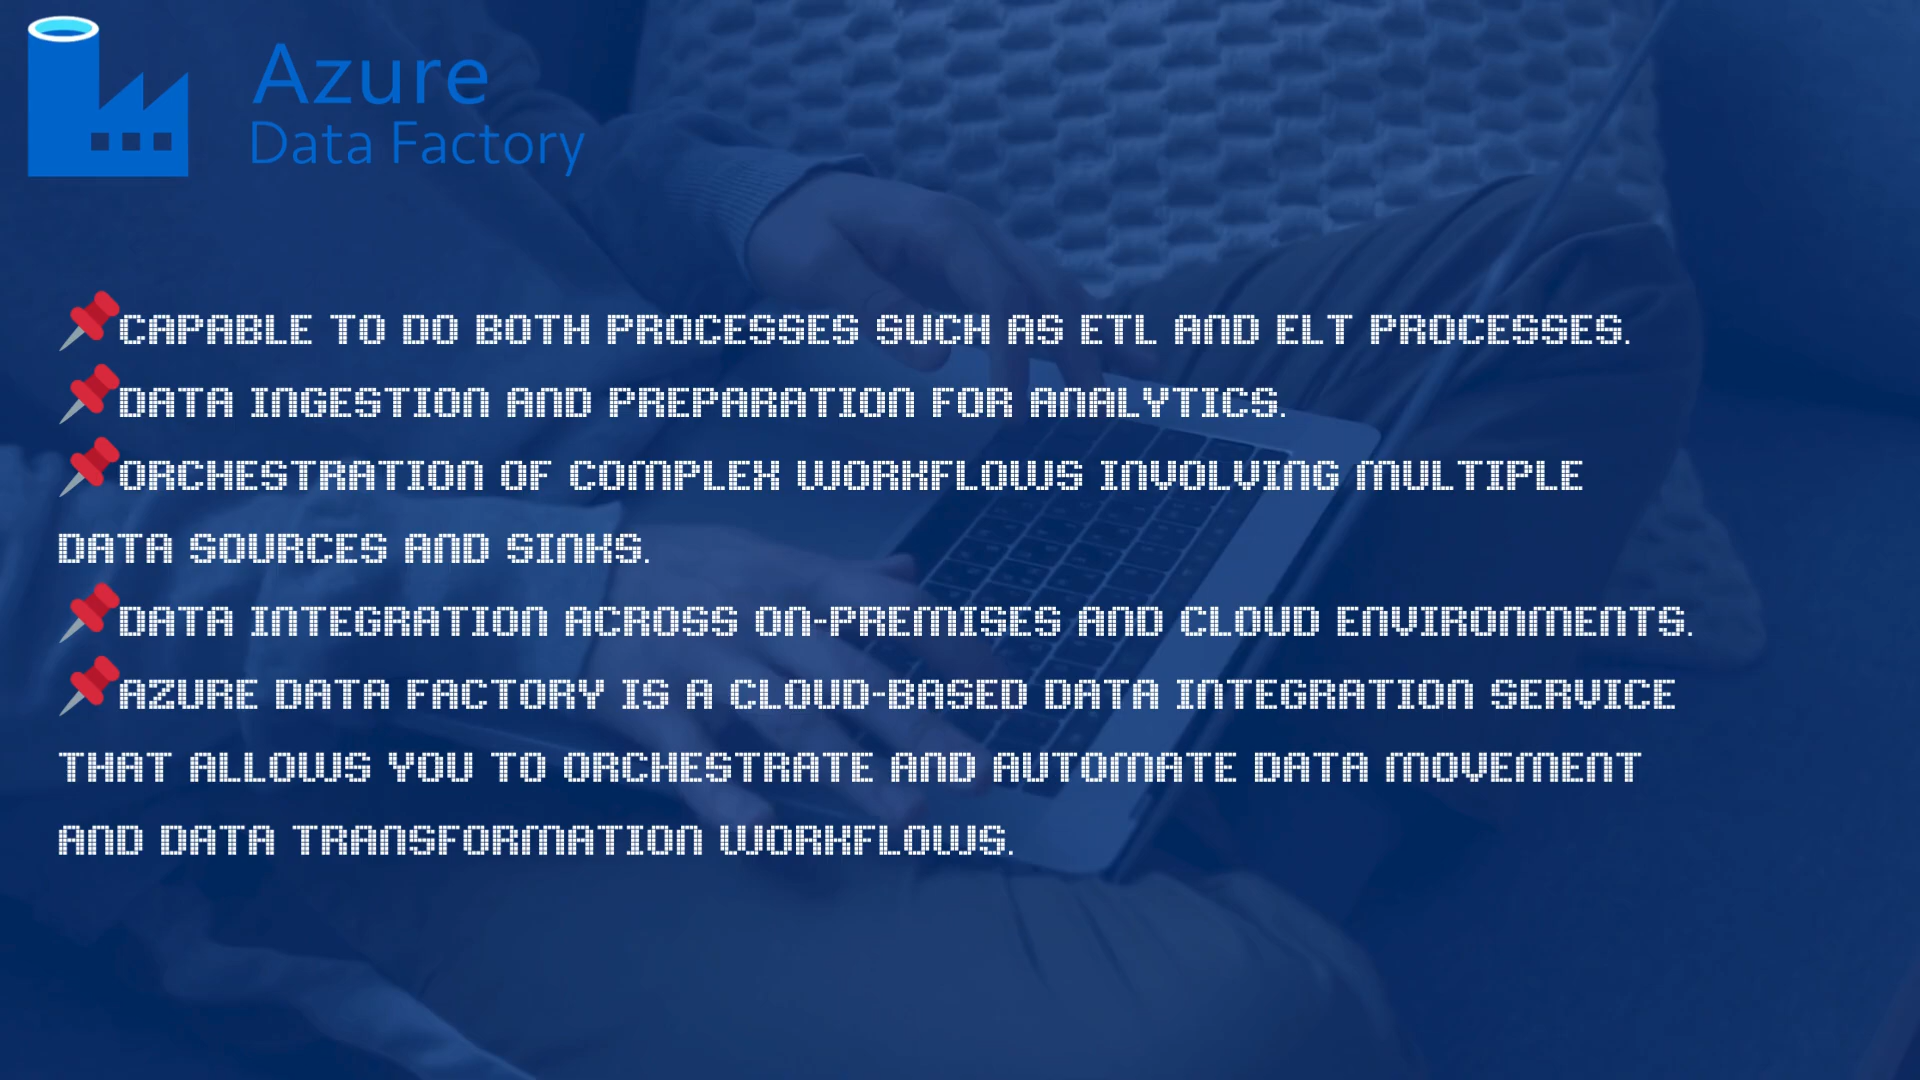 Azure
Data Factory
📌CAPABLE TO DO BOTH PROCESSES SUCH AS ETL AND ELT PROCESSES.
📌DATA INGESTION AND PREPARATION FOR ANALYTICS.
📌ORCHESTRATION OF COMPLEX WORKFLOWS INVOLVING MULTIPLE
DATA SOURCES AND SINKS.
📌DATA INTEGRATION ACROSS ON-PREMISES AND CLOUD ENVIRONMENTS.
📌AZURE DATA FACTORY IS A CLOUD-BASED DATA INTEGRATION SERVICE
THAT ALLOWS YOU TO ORCHESTRATE AND AUTOMATE DATA MOVEMENT
AND DATA TRANSFORMATION WORKFLOWS.